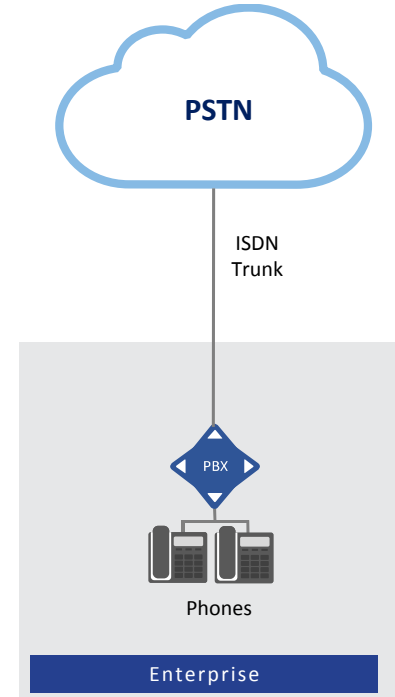 PSTN
ISDN
Trunk
PBX
Phones
Enterprise